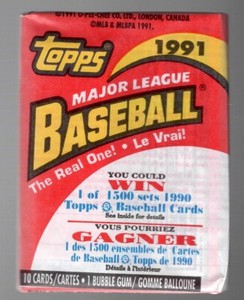 ©1991 O-PEE-CHEE CO. LTD., LONDON, CANADA
©MLB & MLBPA 1991.
TOPPS
1991
MAJOR LEAGUE
BASEBALL®
The Real One! • Le Vrai!
YOU COULD
WIN
1 of 1500 sets 1990
Topps Baseball Cards
See inside for details
VOUS POURRIEZ
GAGNER
1 des 1500 ensembles de Cartes
de Baseball Topps de 1990
Détails à l'intérieur
10 CARDS/CARTES • 1 BUBBLE GUM/GOMME BALLOUNE